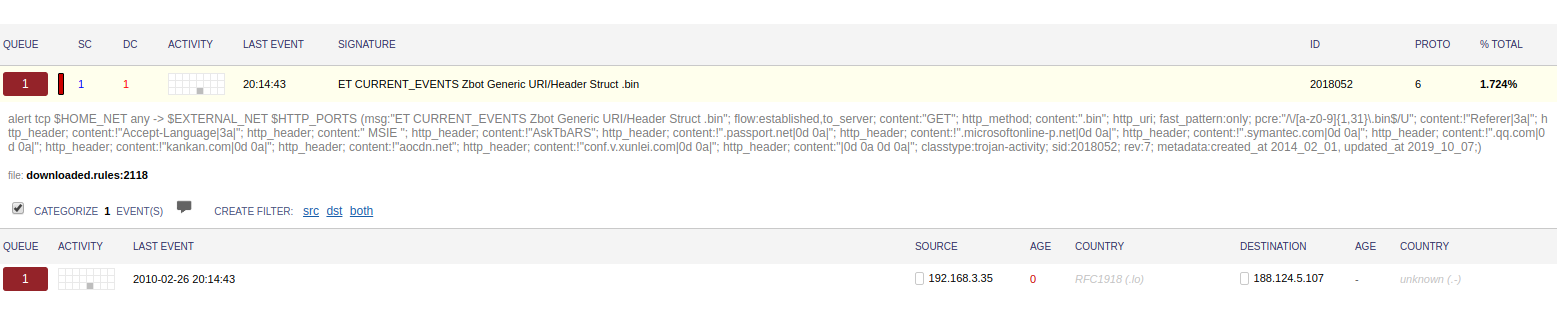 QUEUE SC DC ACTIVITY LAST EVENT SIGNATURE ID PROTO % TOTAL
1 1 1 20:14:43 ET CURRENT_EVENTS Zbot Generic URI/Header Struct .bin 2018052 6 1.724%
alert tcp $HOME_NET any -> $EXTERNAL_NET $HTTP_PORTS (msg:"ET CURRENT_EVENTS Zbot Generic URI/Header Struct .bin"; flow:established,to_server; content:"GET"; http_method; content:".bin"; http_uri; fast_pattern:only; pcre:"/\/[a-z0-9]{1,31}\.bin$/U"; content:!"Referer|3a|"; h
ttp_header; content:!"Accept-Language|3a|"; http_header; content:" MSIE "; http_header; content:!"AskTbARS"; http_header; content:!".passport.net|0d 0a|"; http_header; content:!".microsoftonline-p.net|0d 0a|"; http_header; content:!".symantec.com|0d 0a|"; http_header; content:!".qq.com|0
d 0a|"; http_header; content:!"kankan.com|0d 0a|"; http_header; content:!"aocdn.net"; http_header; content:!"conf.v.xunlei.com|0d 0a|"; http_header; content:"|0d 0a 0d 0a|"; classtype:trojan-activity; sid:2018052; rev:7; metadata:created_at 2014_02_01, updated_at 2019_10_07;)
file: downloaded.rules:2118
CATEGORIZE 1 EVENT(S) CREATE FILTER: src dst both
QUEUE ACTIVITY LAST EVENT SOURCE AGE COUNTRY DESTINATION AGE COUNTRY
1 2010-02-26 20:14:43 192.168.3.35 0 RFC1918 (.lo) 188.124.5.107 - unknown (.-)